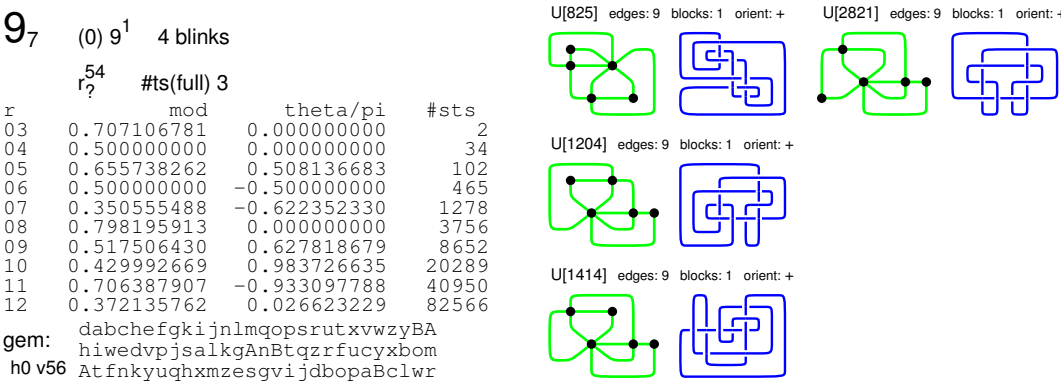 9₇ (0) 9¹ 4 blinks
r?⁵⁴ #ts(full) 3
r mod theta/pi #sts
03 0.707106781 0.000000000 2
04 0.500000000 0.000000000 34
05 0.655738262 0.508136683 102
06 0.500000000 −0.500000000 465
07 0.350555488 −0.622352330 1278
08 0.798195913 0.000000000 3756
09 0.517506430 0.627818679 8652
10 0.429992669 0.983726635 20289
11 0.706387907 −0.933097788 40950
12 0.372135762 0.026623229 82566
gem: dabchefgkijnlmqopsrutxvwzyBA
hiwedvpjsalkgAnBtqzrfucyxbom
h0 v56 AtfnkyuqhxmzesgvijdbopaBclwr
U[825] edges: 9 blocks: 1 orient: +
U[2821] edges: 9 blocks: 1 orient: +
U[1204] edges: 9 blocks: 1 orient: +
U[1414] edges: 9 blocks: 1 orient: +